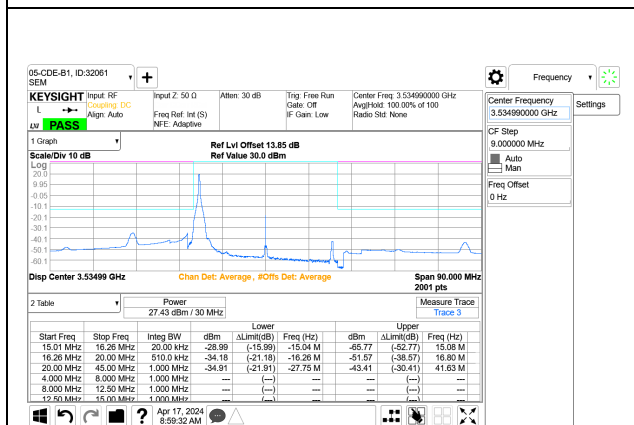 05-CDE-B1, ID:32061
SEM
Frequency
KEYSIGHT
L
LXI PASS
Input: RF
Coupling: DC
Align: Auto
Input Z: 50 Ω
Freq Ref: Int (S)
NFE: Adaptive
Atten: 30 dB
Trig: Free Run
Gate: Off
IF Gain: Low
Center Freq: 3.534990000 GHz
Avg|Hold: 100.00% of 100
Radio Std: None
Center Frequency
3.534990000 GHz
Settings
CF Step
9.000000 MHz
Auto
Man
Freq Offset
0 Hz
1 Graph
Scale/Div 10 dB
Ref Lvl Offset 13.85 dB
Ref Value 30.0 dBm
Log
20.0
9.95
-0.05
-10.1
-20.1
-30.1
-40.1
-50.1
-60.1
Disp Center 3.53499 GHz
Chan Det: Average , #Offs Det: Average
Span 90.000 MHz
2001 pts
2 Table
Power
27.43 dBm / 30 MHz
Measure Trace
Trace 3
Lower Upper
Start Freq Stop Freq Integ BW dBm ΔLimit(dB) Freq (Hz) dBm ΔLimit(dB) Freq (Hz)
15.01 MHz 16.26 MHz 20.00 kHz -28.99 (-15.99) -15.04 M -65.77 (-52.77) 15.08 M
16.26 MHz 20.00 MHz 510.0 kHz -34.18 (-21.18) -16.26 M -51.57 (-38.57) 16.80 M
20.00 MHz 45.00 MHz 1.000 MHz -34.91 (-21.91) -27.75 M -43.41 (-30.41) 41.63 M
4.000 MHz 8.000 MHz 1.000 MHz --- (---) --- --- (---) ---
8.000 MHz 12.50 MHz 1.000 MHz --- (---) --- --- (---) ---
12.50 MHz 15.00 MHz 1.000 MHz --- (---) --- --- (---) ---
Apr 17, 2024
8:59:32 AM